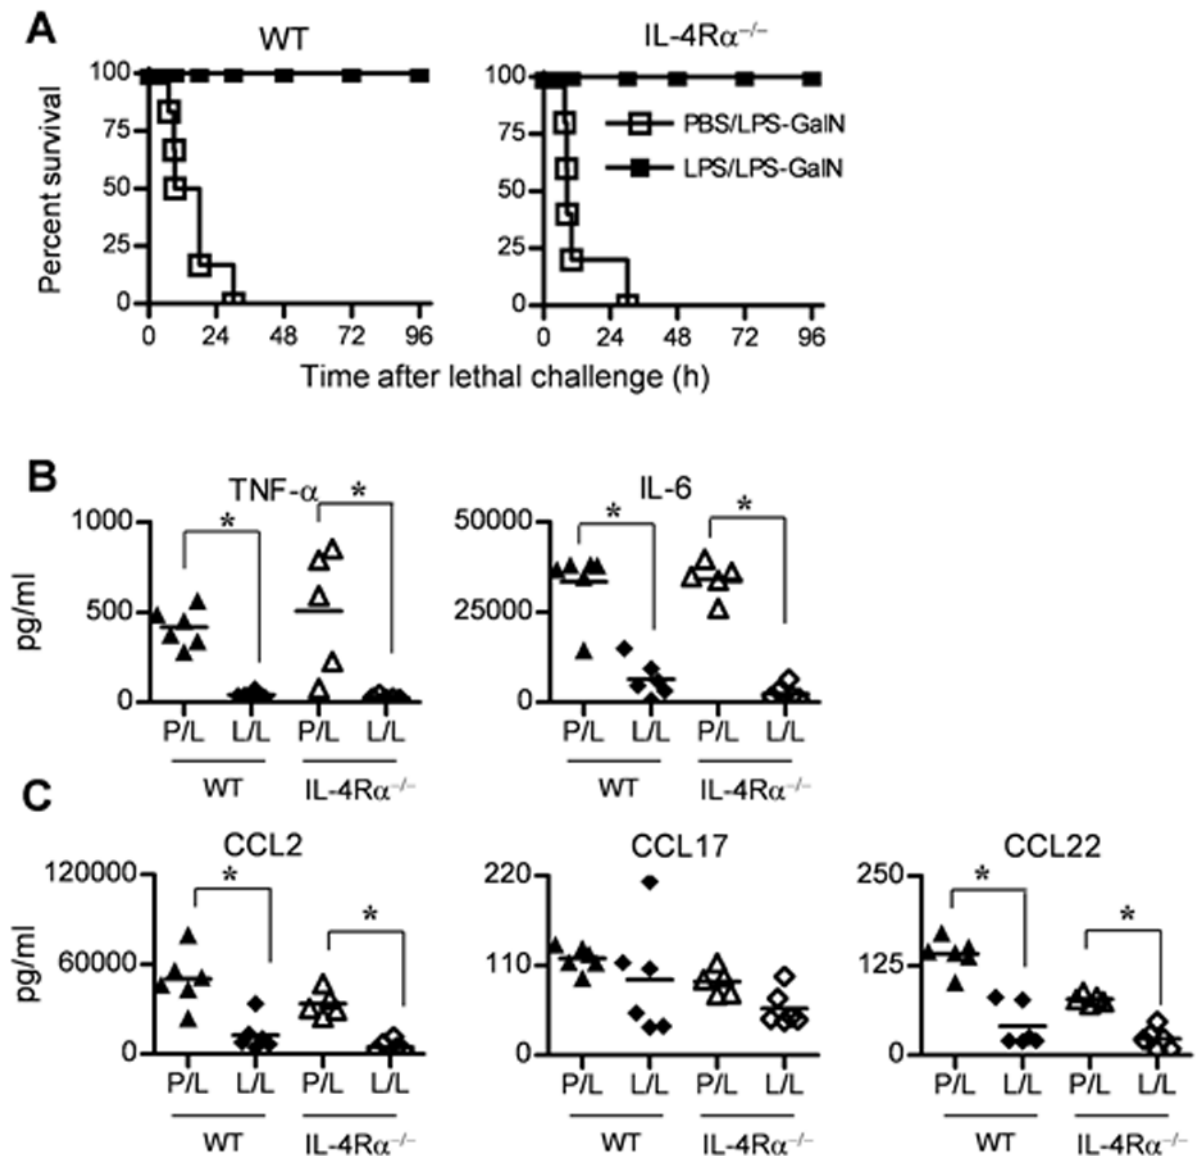 A
WT
IL-4Rα−/−
100
75
50
25
0
Percent survival
0 24 48 72 96
100
75
50
25
0
PBS/LPS-GalN
LPS/LPS-GalN
0 24 48 72 96
Time after lethal challenge (h)
B
TNF-α
IL-6
pg/ml
1000
500
0
* *
P/L L/L P/L L/L
WT IL-4Rα−/−
50000
25000
0
* *
P/L L/L P/L L/L
WT IL-4Rα−/−
C
CCL2
CCL17
CCL22
pg/ml
120000
60000
0
* *
P/L L/L P/L L/L
WT IL-4Rα−/−
220
110
0
P/L L/L P/L L/L
WT IL-4Rα−/−
250
125
0
* *
P/L L/L P/L L/L
WT IL-4Rα−/−